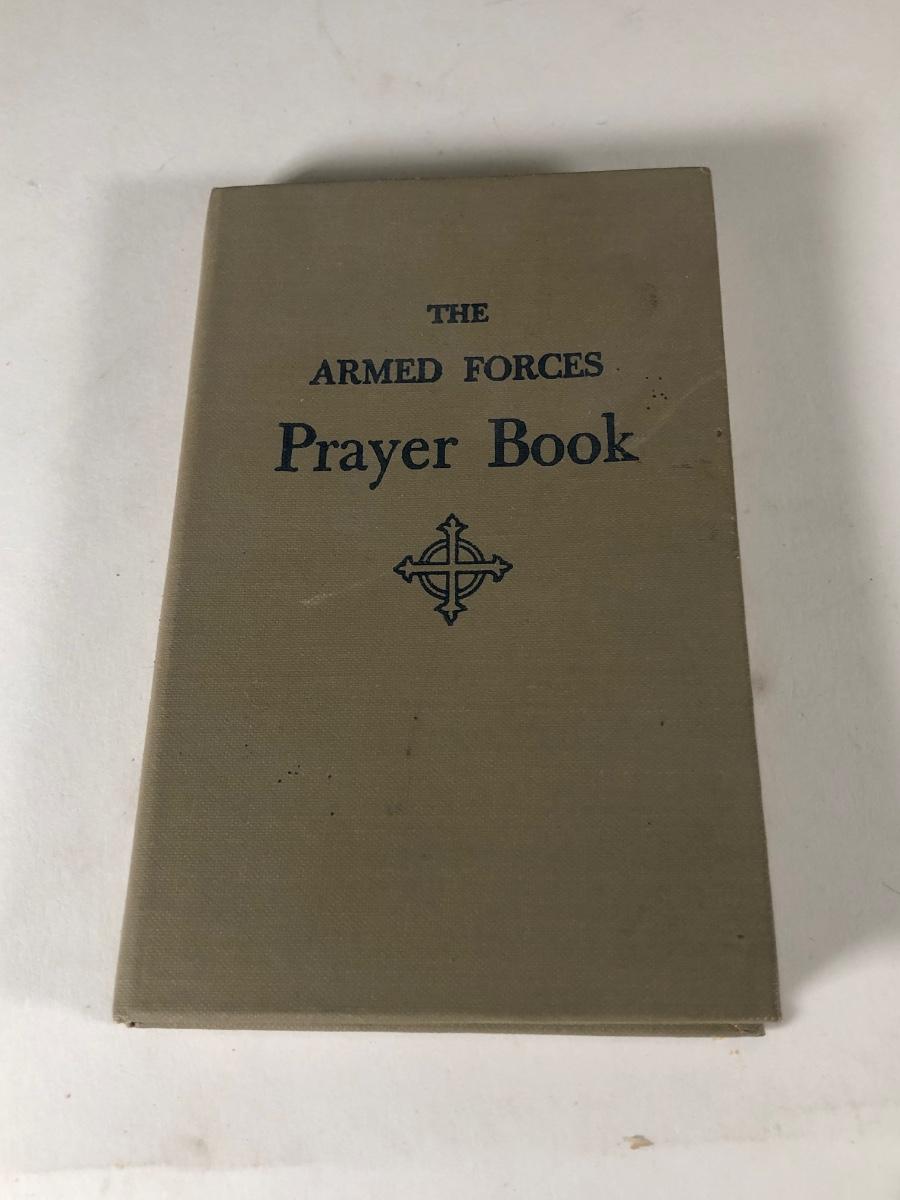 THE
ARMED FORCES
Prayer Book